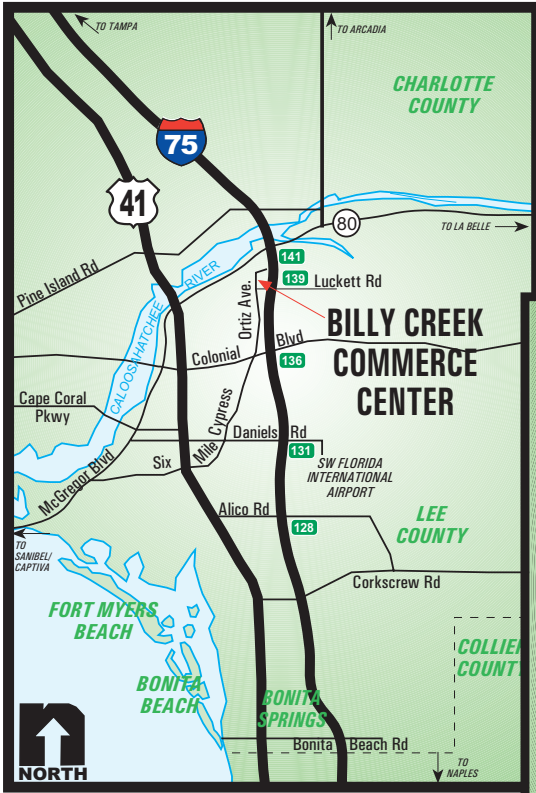 TO TAMPA
TO ARCADIA
CHARLOTTE
COUNTY
75
41
80
TO LA BELLE
141
139
Luckett Rd
Pine Island Rd
CALOOSAHATCHEE
RIVER
Ortiz Ave.
BILLY CREEK
COMMERCE
CENTER
Colonial
Blvd
136
Cape Coral
Pkwy
Six
Mile
Cypress
Daniels
Rd
131
SW FLORIDA
INTERNATIONAL
AIRPORT
McGregor Blvd
Alico Rd
128
LEE
COUNTY
TO
SANIBEL/
CAPTIVA
Corkscrew Rd
FORT MYERS
BEACH
BONITA
BEACH
BONITA
SPRINGS
COLLIER
COUNTY
Bonita
Beach Rd
TO
NAPLES
n
NORTH